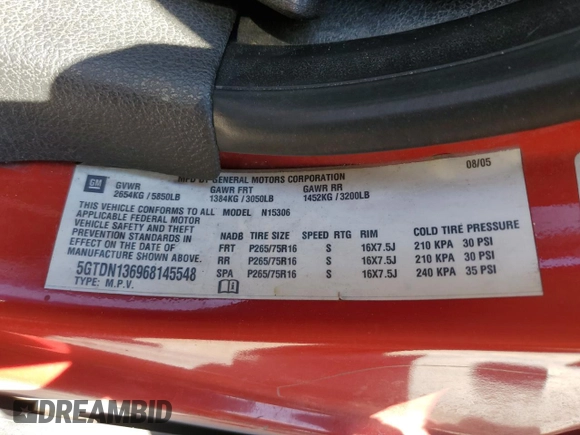 MFD BY GENERAL MOTORS CORPORATION 08/05
GM GVWR GAWR FRT GAWR RR
2654KG / 5850LB 1384KG / 3050LB 1452KG / 3200LB
THIS VEHICLE CONFORMS TO ALL MODEL N15306
APPLICABLE FEDERAL MOTOR
VEHICLE SAFETY AND THEFT NADB TIRE SIZE SPEED RTG RIM COLD TIRE PRESSURE
PREVENTION STANDARDS FRT P265/75R16 S 16X7.5J 210 KPA 30 PSI
IN EFFECT ON THE DATE OF RR P265/75R16 S 16X7.5J 210 KPA 30 PSI
MANUFACTURE SHOWN ABOVE. SPA P265/75R16 S 16X7.5J 240 KPA 35 PSI
5GTDN136968145548
TYPE: M.P.V.
DREAMBID